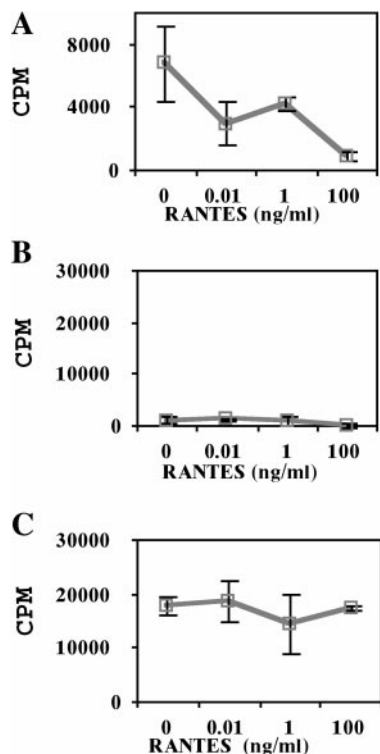 A
8000
4000
0
CPM
0 0.01 1 100
RANTES (ng/ml)
B
30000
20000
10000
0
CPM
0 0.01 1 100
RANTES (ng/ml)
C
30000
20000
10000
0
CPM
0 0.01 1 100
RANTES (ng/ml)